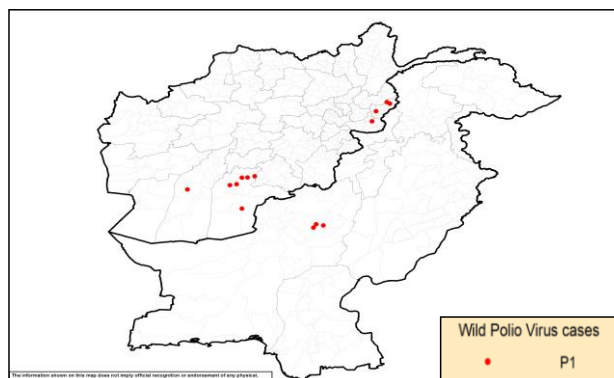 Wild Polio Virus cases
P1
The information shown on this map does not imply official recognition or endorsement of any physical,